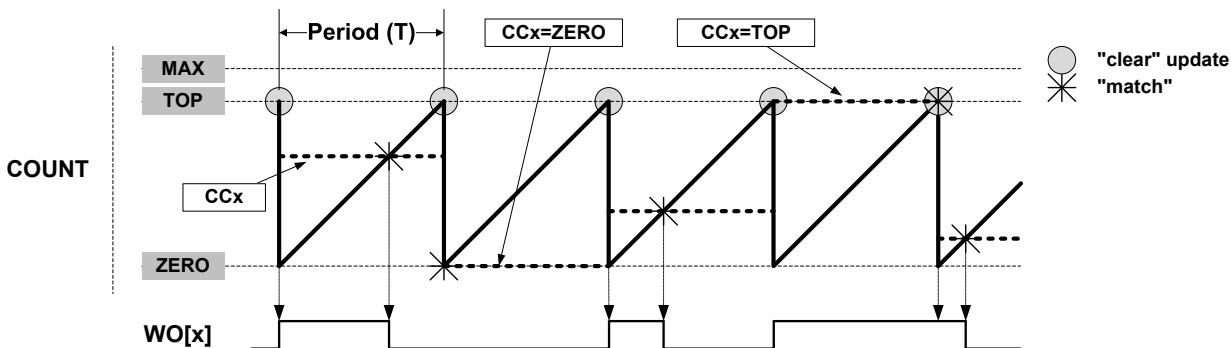 Period (T)
CCx=ZERO
CCx=TOP
"clear" update
"match"
MAX
TOP
COUNT
CCx
ZERO
WO[x]